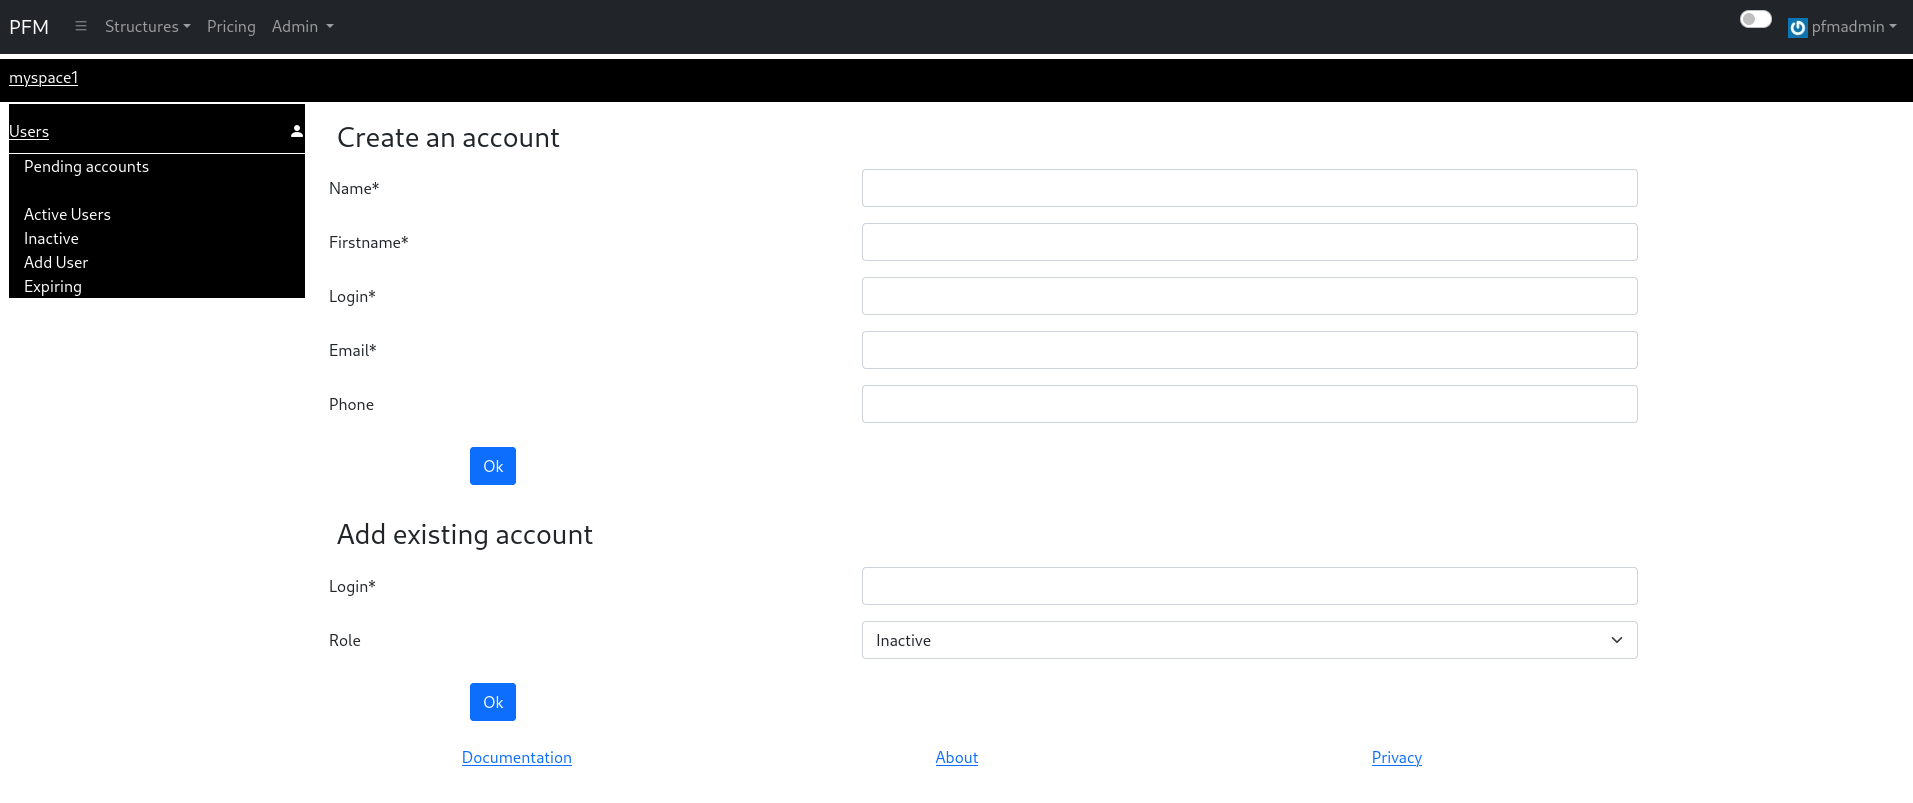 PFM Structures Pricing Admin pfmadmin
myspace1
Users
Pending accounts
Active Users
Inactive
Add User
Expiring
Create an account
Name*
Firstname*
Login*
Email*
Phone
Ok
Add existing account
Login*
Role Inactive
Ok
Documentation About Privacy